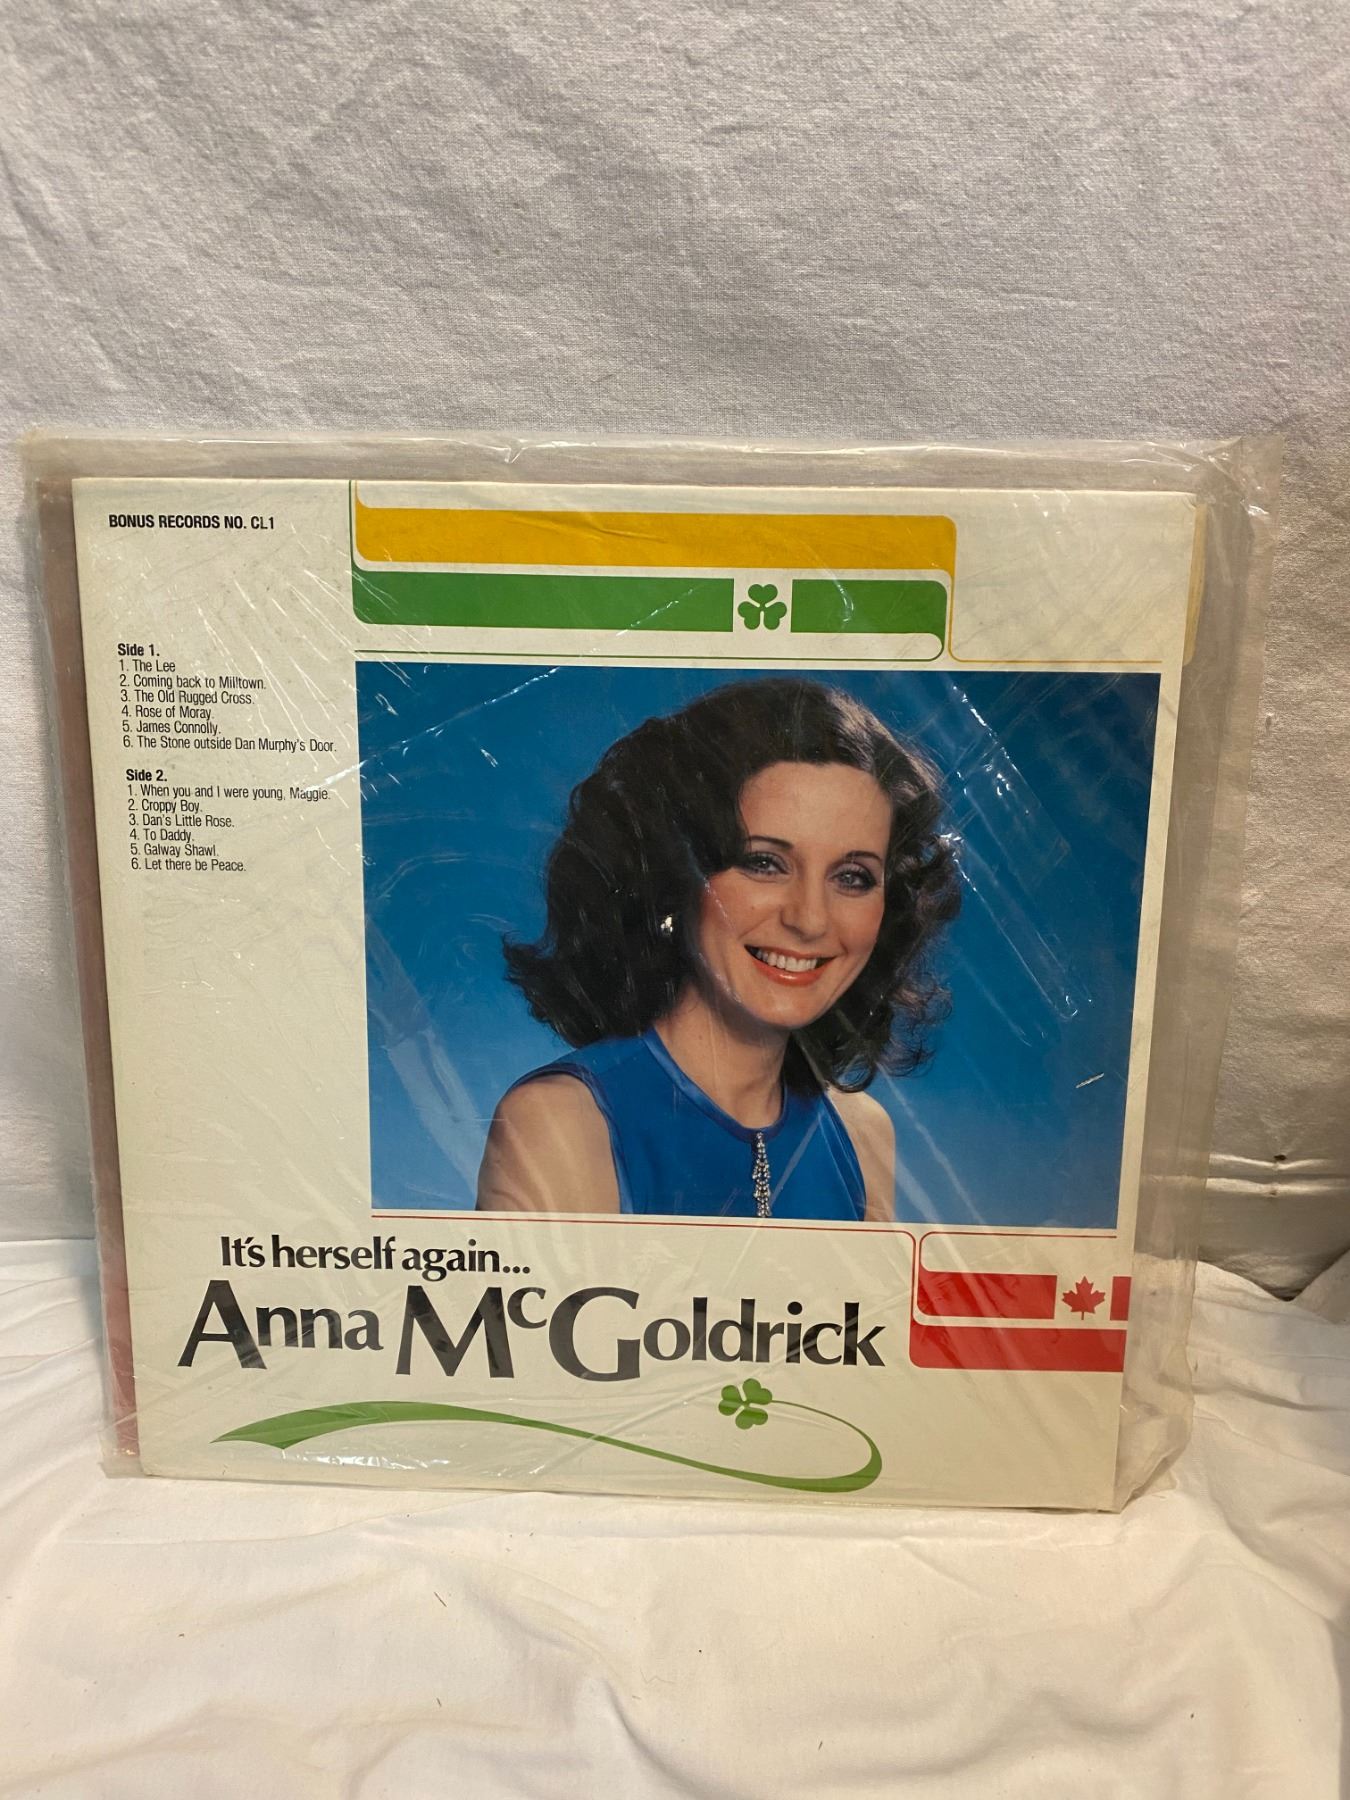 BONUS RECORDS NO. CL1
Side 1.
1. The Lee
2. Coming back to Milltown.
3. The Old Rugged Cross.
4. Rose of Moray.
5. James Connolly.
6. The Stone outside Dan Murphy's Door.
Side 2.
1. When you and I were young, Maggie.
2. Croppy Boy.
3. Dan's Little Rose.
4. To Daddy.
5. Galway Shawl.
6. Let there be Peace.
It's herself again...
Anna McGoldrick